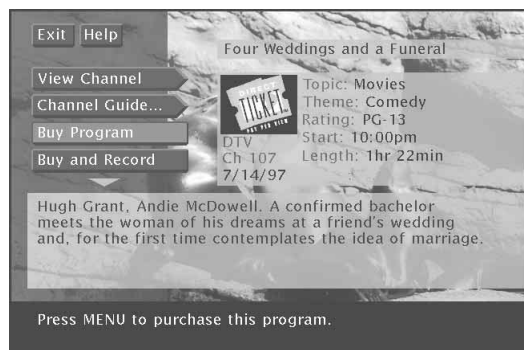 Exit Help
Four Weddings and a Funeral
View Channel
Channel Guide...
Buy Program
Buy and Record
DIRECT
TICKET
PAY PER VIEW
DTV
Ch 107
7/14/97
Topic: Movies
Theme: Comedy
Rating: PG-13
Start: 10:00pm
Length: 1hr 22min
Hugh Grant, Andie McDowell. A confirmed bachelor
meets the woman of his dreams at a friend's wedding
and, for the first time contemplates the idea of marriage.
Press MENU to purchase this program.